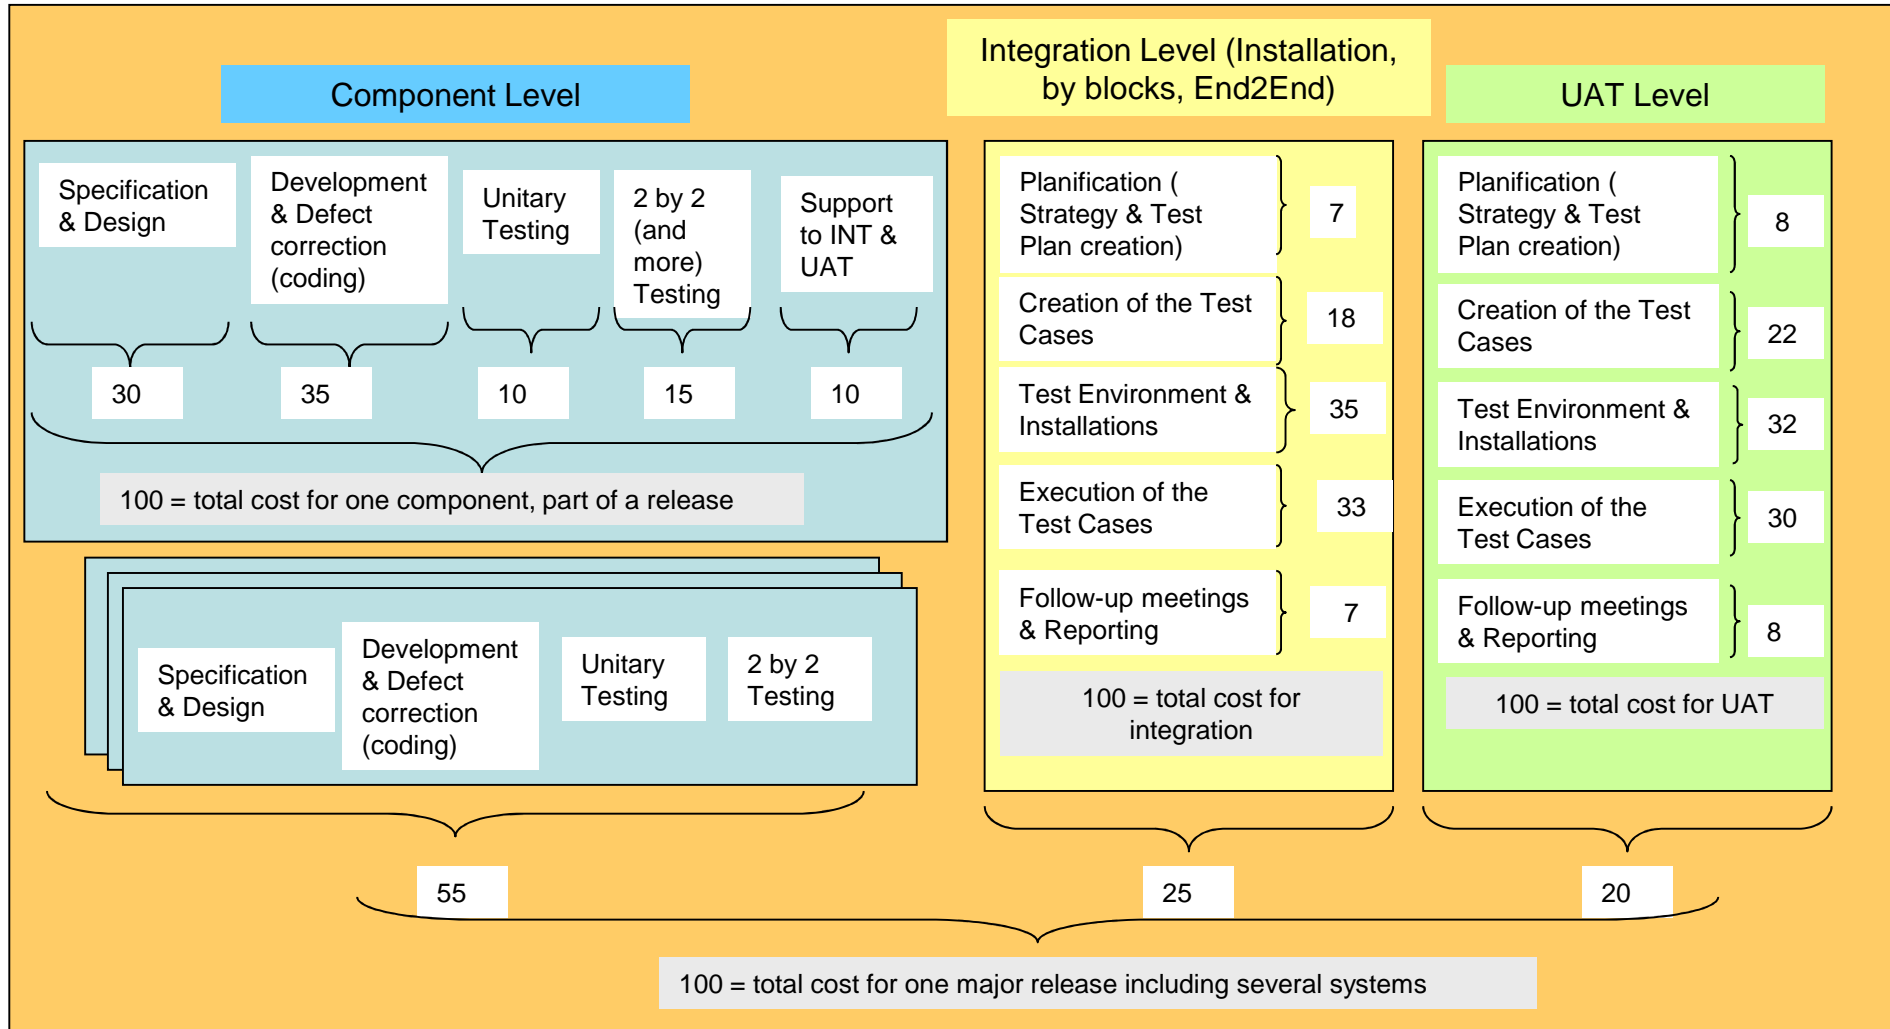 Component Level
Integration Level (Installation,
by blocks, End2End)
UAT Level
Specification
& Design
Development
& Defect
correction
(coding)
Unitary
Testing
2 by 2
(and
more)
Testing
Support
to INT &
UAT
30
35
10
15
10
100 = total cost for one component, part of a release
Specification
& Design
Development
& Defect
correction
(coding)
Unitary
Testing
2 by 2
Testing
Planification (
Strategy & Test
Plan creation)
7
Creation of the Test
Cases
18
Test Environment &
Installations
35
Execution of the
Test Cases
33
Follow-up meetings
& Reporting
7
100 = total cost for
integration
Planification (
Strategy & Test
Plan creation)
8
Creation of the Test
Cases
22
Test Environment &
Installations
32
Execution of the
Test Cases
30
Follow-up meetings
& Reporting
8
100 = total cost for UAT
55
25
20
100 = total cost for one major release including several systems